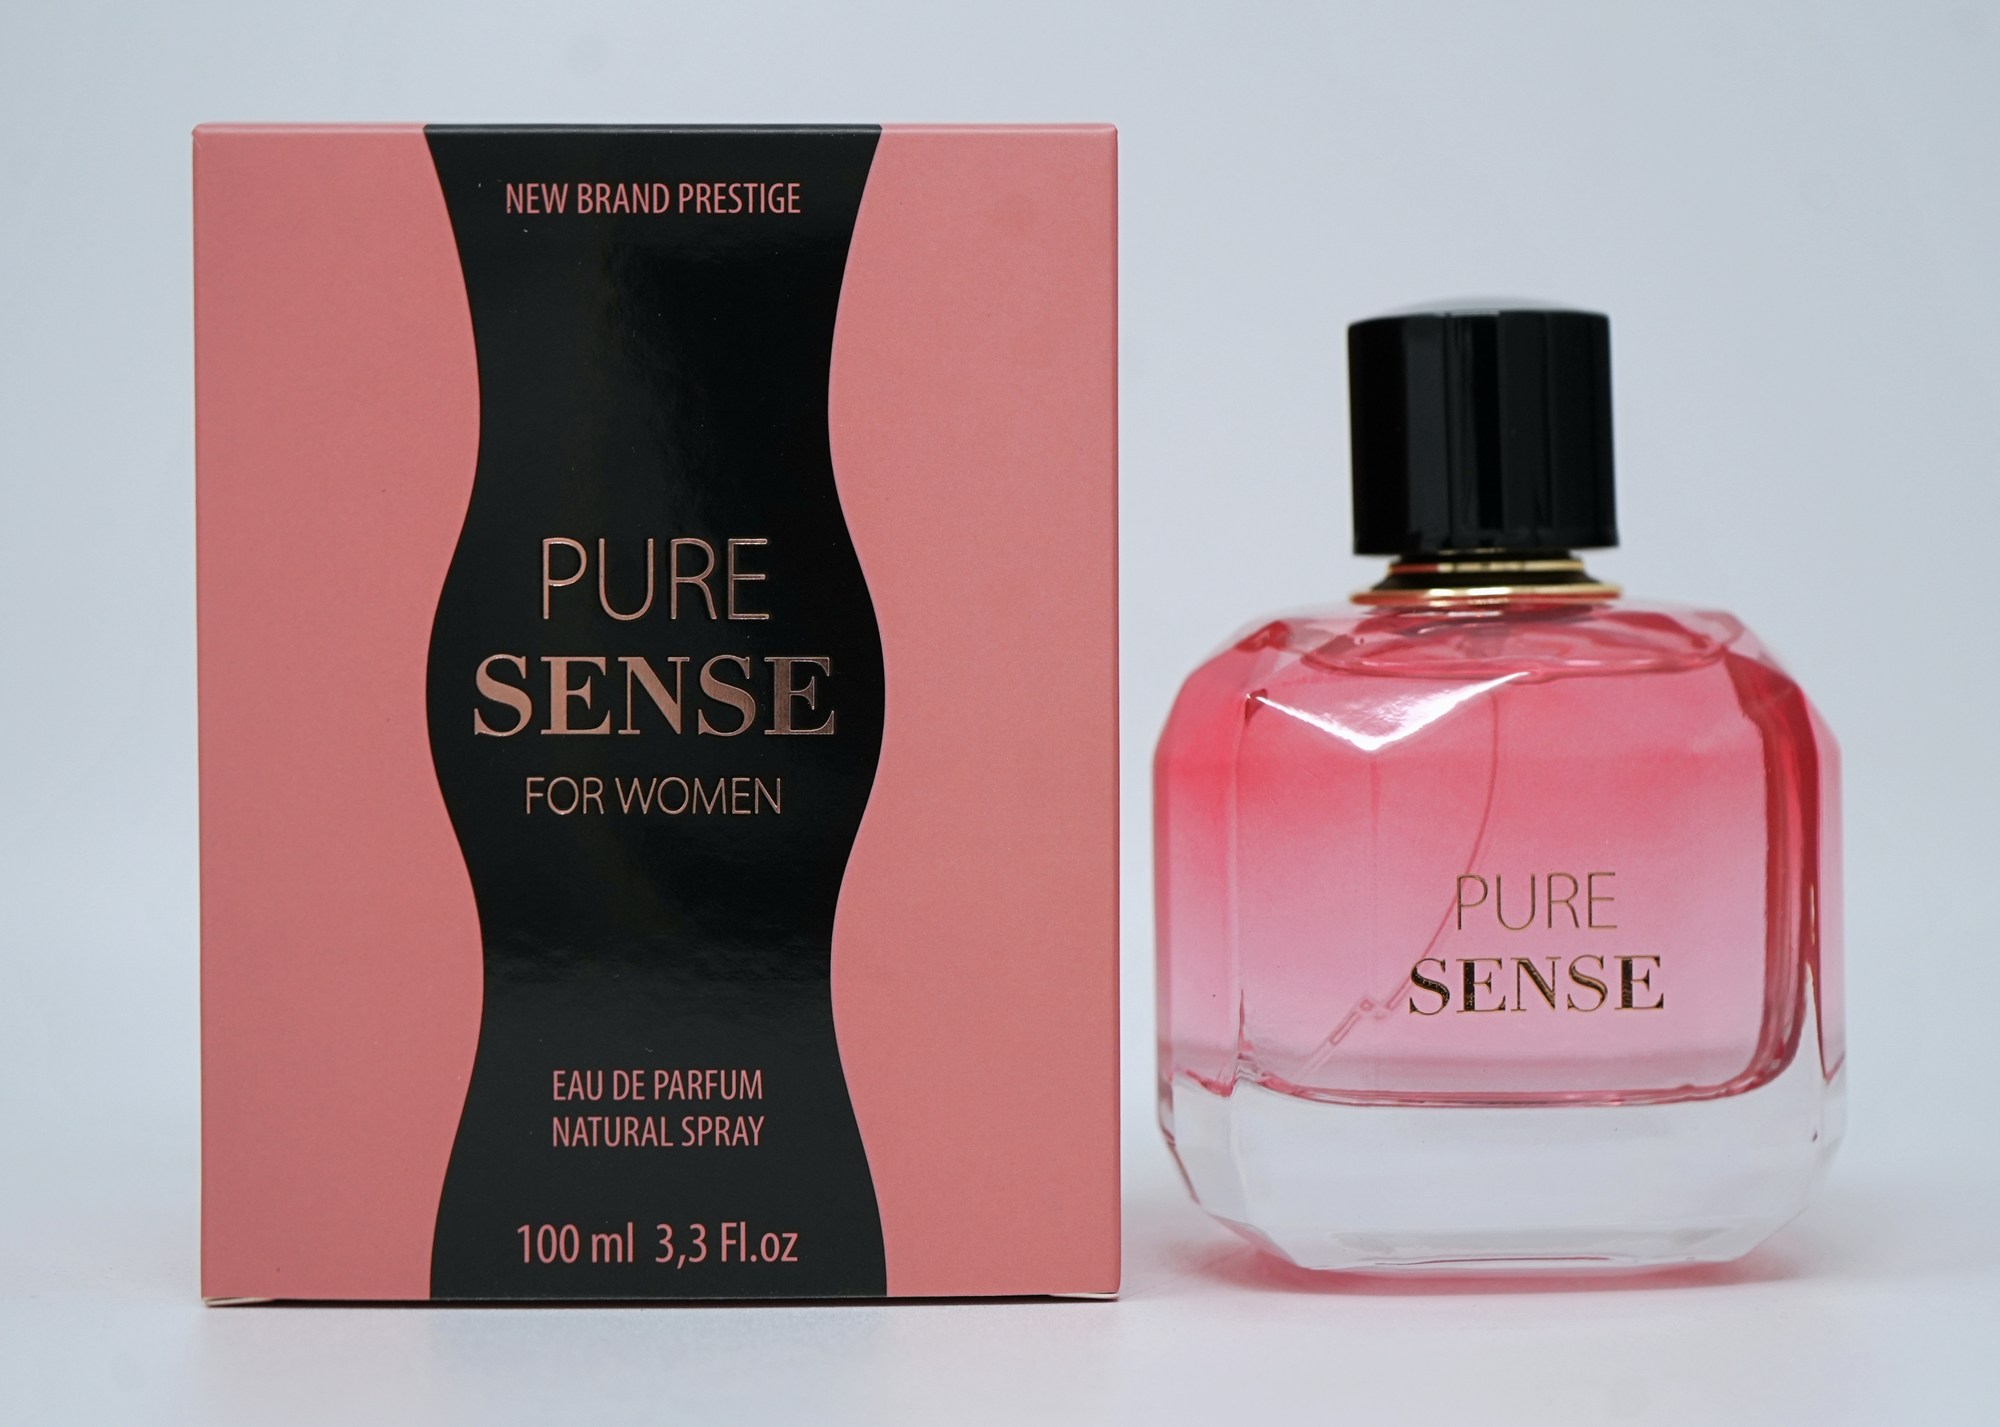 NEW BRAND PRESTIGE
PURE
SENSE
FOR WOMEN
EAU DE PARFUM
NATURAL SPRAY
100 ml 3,3 Fl.oz
PURE
SENSE